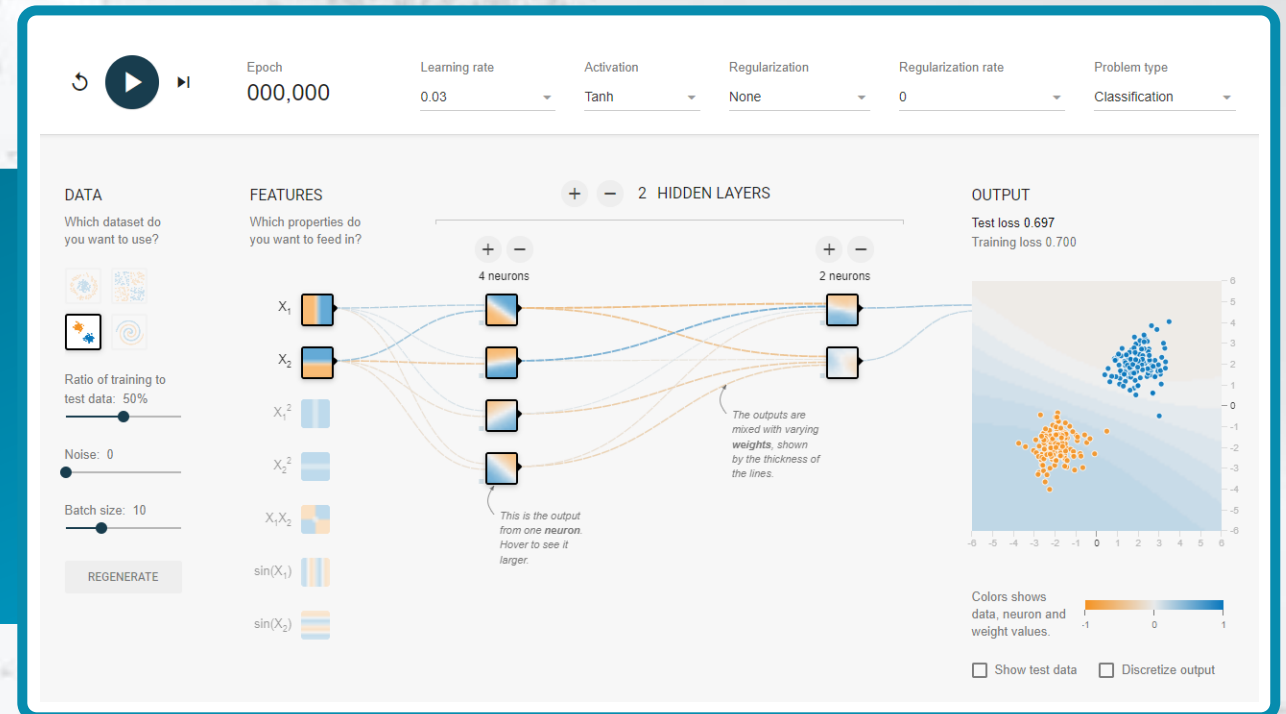 Epoch
000,000
Learning rate
0.03
Activation
Tanh
Regularization
None
Regularization rate
0
Problem type
Classification
DATA
Which dataset do
you want to use?
Ratio of training to
test data: 50%
Noise: 0
Batch size: 10
REGENERATE
FEATURES
Which properties do
you want to feed in?
X₁
X₂
X₁²
X₂²
X₁X₂
sin(X₁)
sin(X₂)
+ − 2 HIDDEN LAYERS
+ −
4 neurons
This is the output
from one neuron.
Hover to see it
larger.
+ −
2 neurons
The outputs are
mixed with varying
weights, shown
by the thickness of
the lines.
OUTPUT
Test loss 0.697
Training loss 0.700
6
5
4
3
2
1
0
-1
-2
-3
-4
-5
-6
-6 -5 -4 -3 -2 -1 0 1 2 3 4 5 6
Colors shows
data, neuron and
weight values.
-1 0 1
Show test data
Discretize output